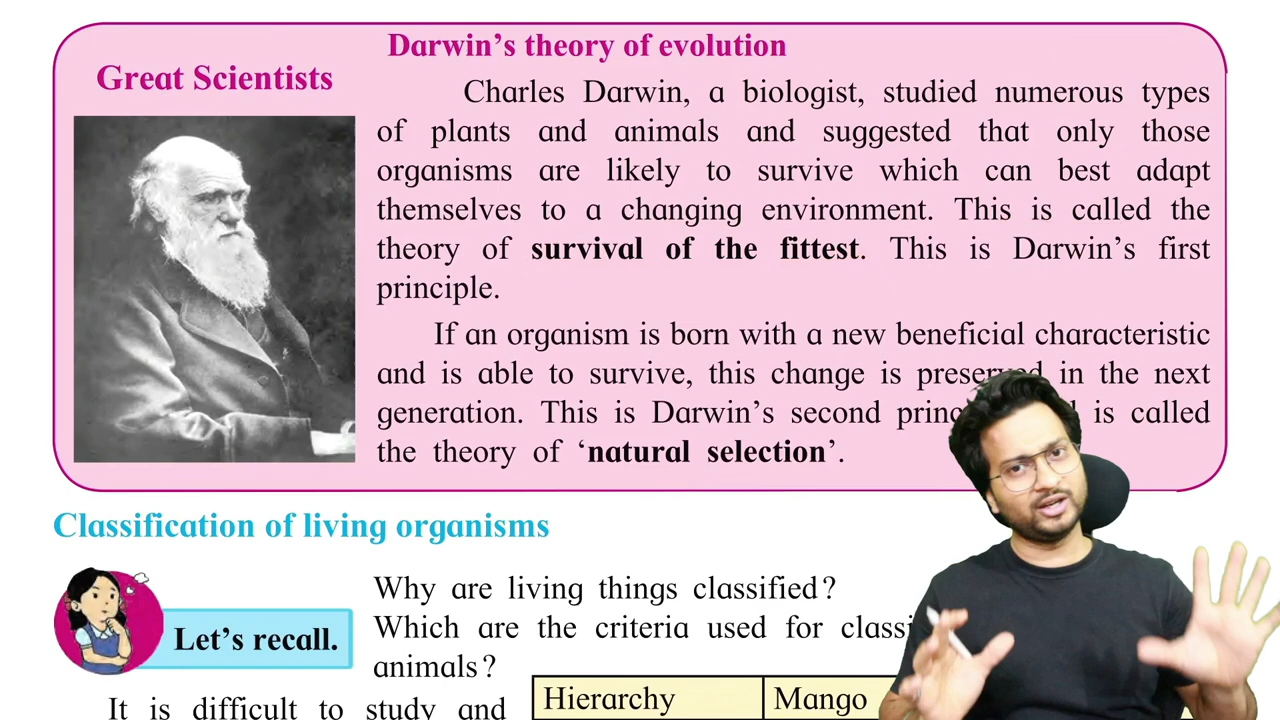 Great Scientists
Darwin's theory of evolution
Charles Darwin, a biologist, studied numerous types
of plants and animals and suggested that only those
organisms are likely to survive which can best adapt
themselves to a changing environment. This is called the
theory of survival of the fittest. This is Darwin's first
principle.
If an organism is born with a new beneficial characteristic
and is able to survive, this change is in the next
generation. This is Darwin's second is called
the theory of ‘natural selection’.
Classification of living organisms
Let's recall.
Why are living things classified?
Which are the criteria used for
animals?
It is difficult to study and
Hierarchy
Mango